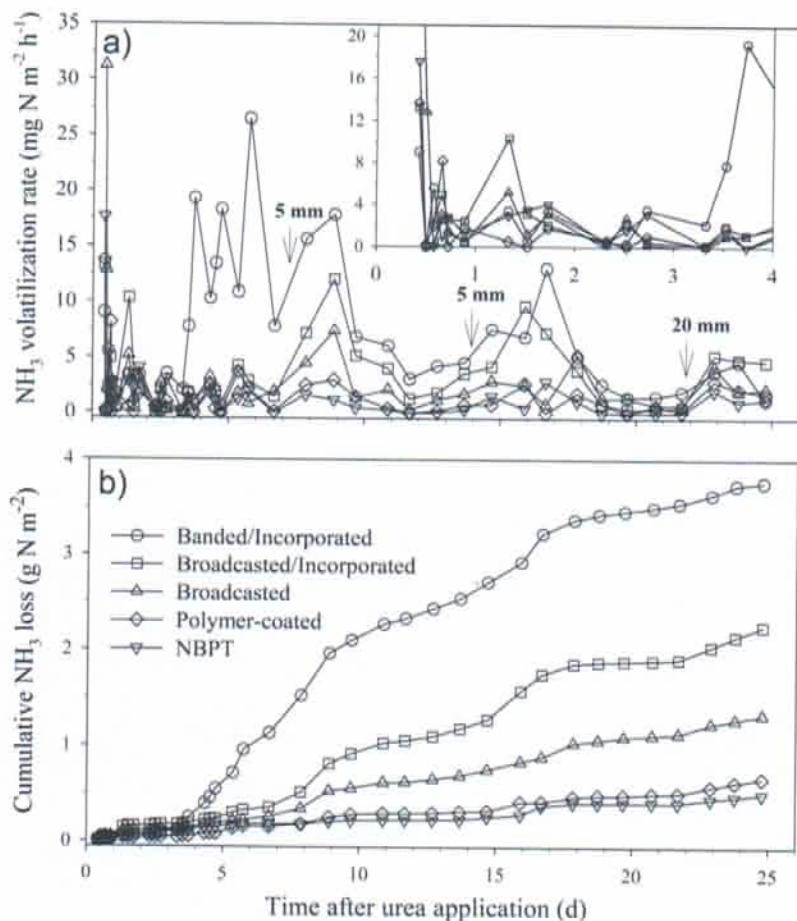 a)
NH₃ volatilization rate (mg N m⁻² h⁻¹)
35
30
25
20
15
10
5
0
20
16
12
8
4
0
0 1 2 3 4
5 mm
5 mm
20 mm
b)
Cumulative NH₃ loss (g N m⁻²)
4
3
2
1
0
Banded/Incorporated
Broadcasted/Incorporated
Broadcasted
Polymer-coated
NBPT
0 5 10 15 20 25
Time after urea application (d)